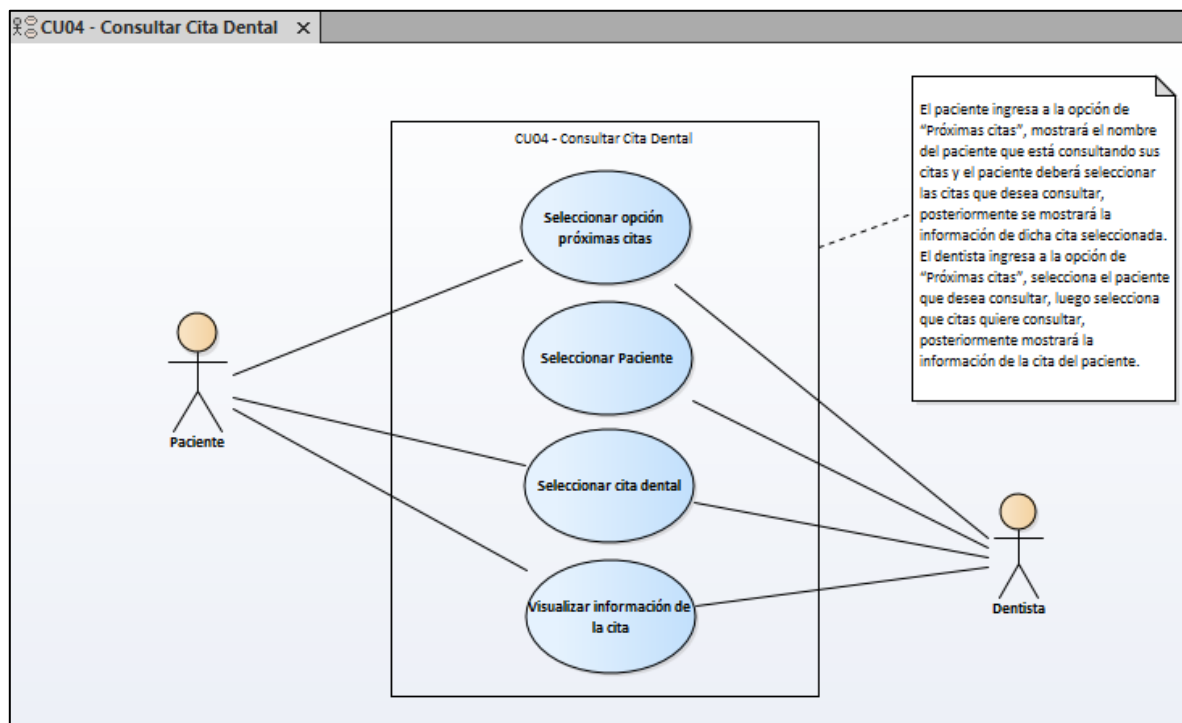 CU04 - Consultar Cita Dental X
CU04 - Consultar Cita Dental
Seleccionar opción
próximas citas
Seleccionar Paciente
Seleccionar cita dental
Visualizar información de
la cita
Paciente
Dentista
El paciente ingresa a la opción de
“Próximas citas”, mostrará el nombre
del paciente que está consultando sus
citas y el paciente deberá seleccionar
las citas que desea consultar,
posteriormente se mostrará la
información de dicha cita seleccionada.
El dentista ingresa a la opción de
“Próximas citas”, selecciona el paciente
que desea consultar, luego selecciona
que citas quiere consultar,
posteriormente mostrará la
información de la cita del paciente.